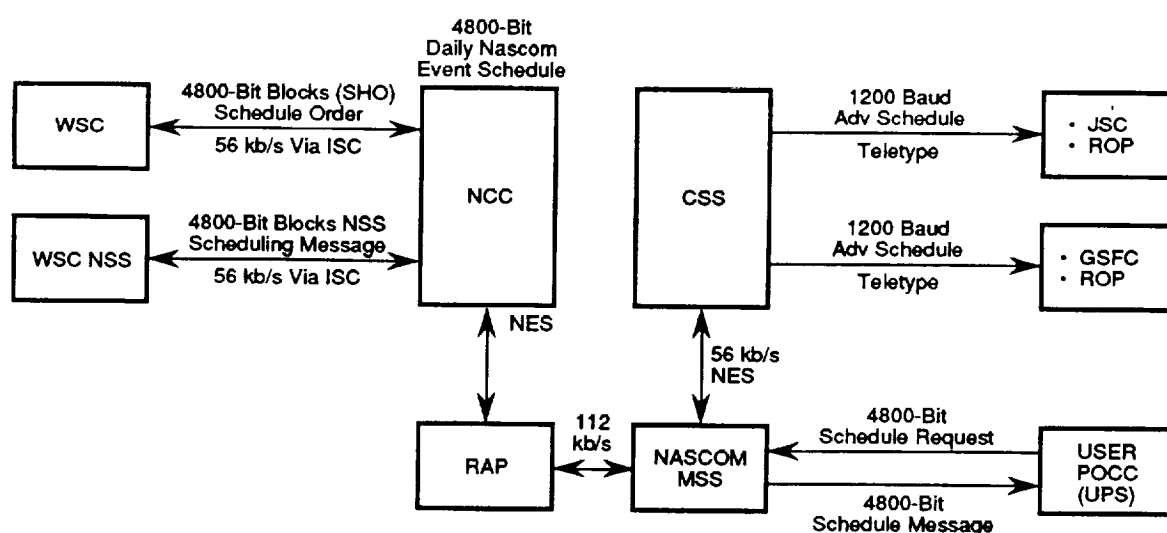 4800-Bit
Daily Nascom
Event Schedule
WSC
4800-Bit Blocks (SHO)
Schedule Order
56 kb/s Via ISC
WSC NSS
4800-Bit Blocks NSS
Scheduling Message
56 kb/s Via ISC
NCC
NES
CSS
1200 Baud
Adv Schedule
Teletype
• JSC
• ROP
1200 Baud
Adv Schedule
Teletype
• GSFC
• ROP
56 kb/s
NES
RAP
112
kb/s
NASCOM
MSS
4800-Bit
Schedule Request
4800-Bit
Schedule Message
USER
POCC
(UPS)